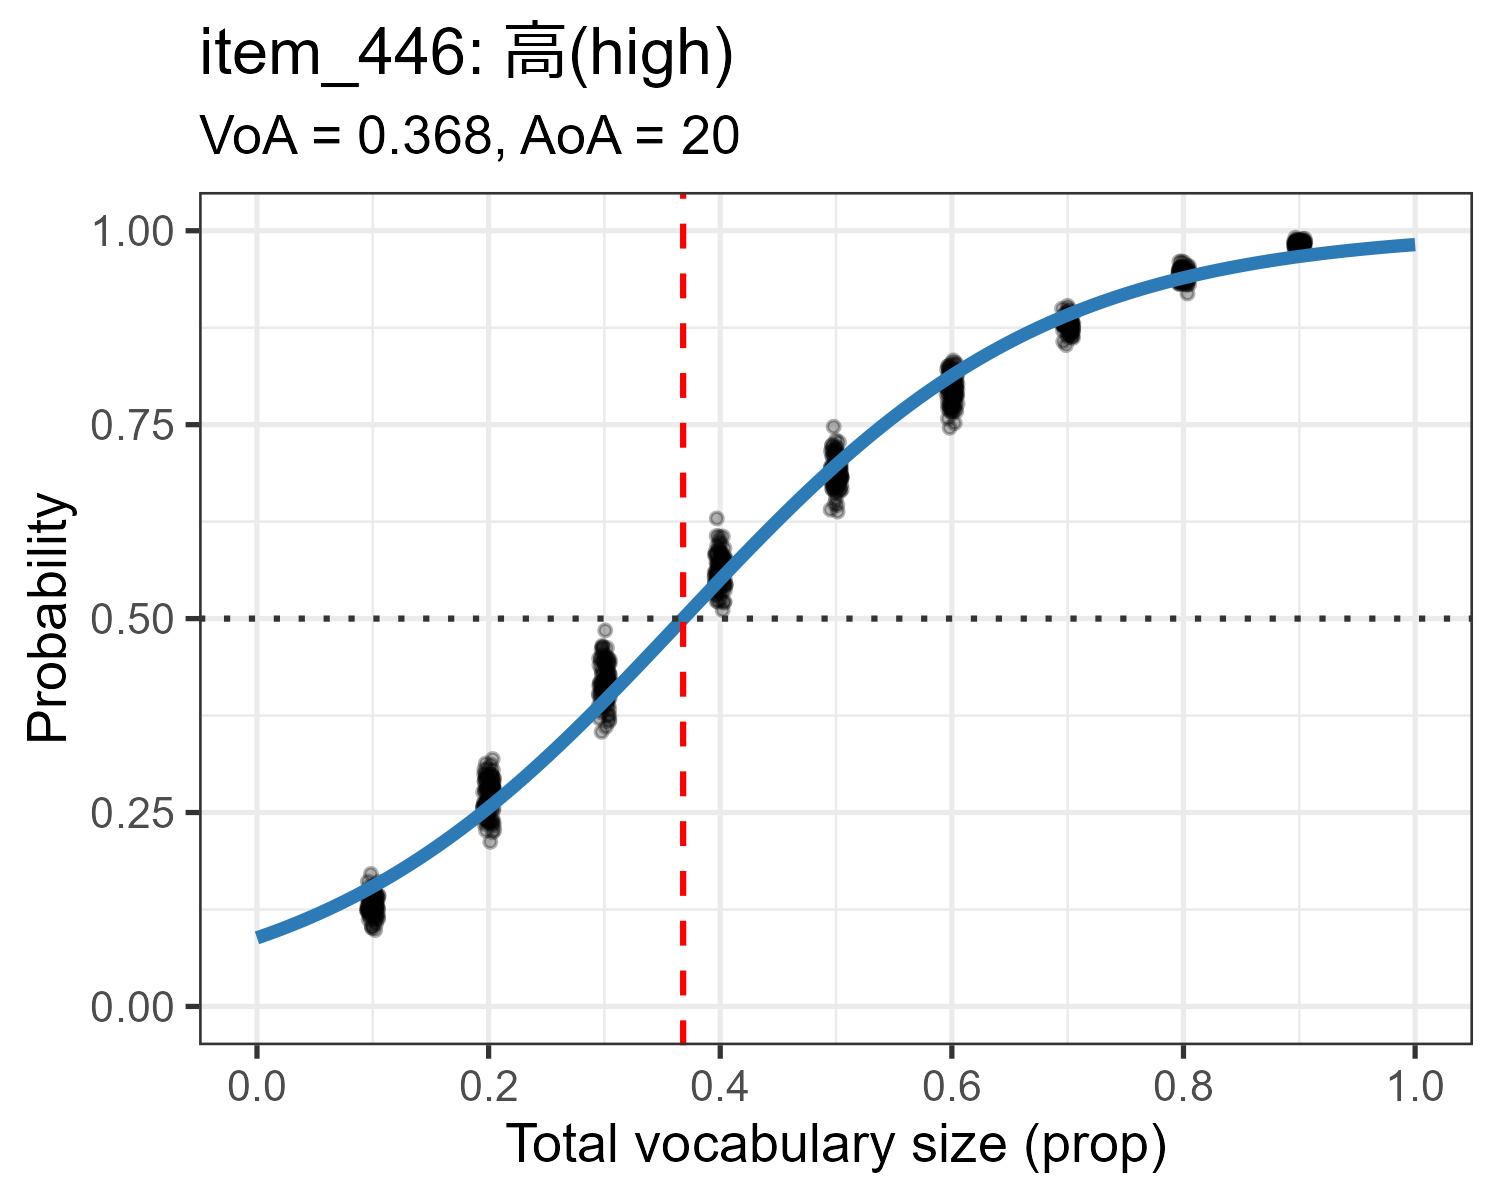 item_446: 高(high)
VoA = 0.368, AoA = 20
1.00
0.75
0.50
0.25
0.00
Probability
0.0 0.2 0.4 0.6 0.8 1.0
Total vocabulary size (prop)